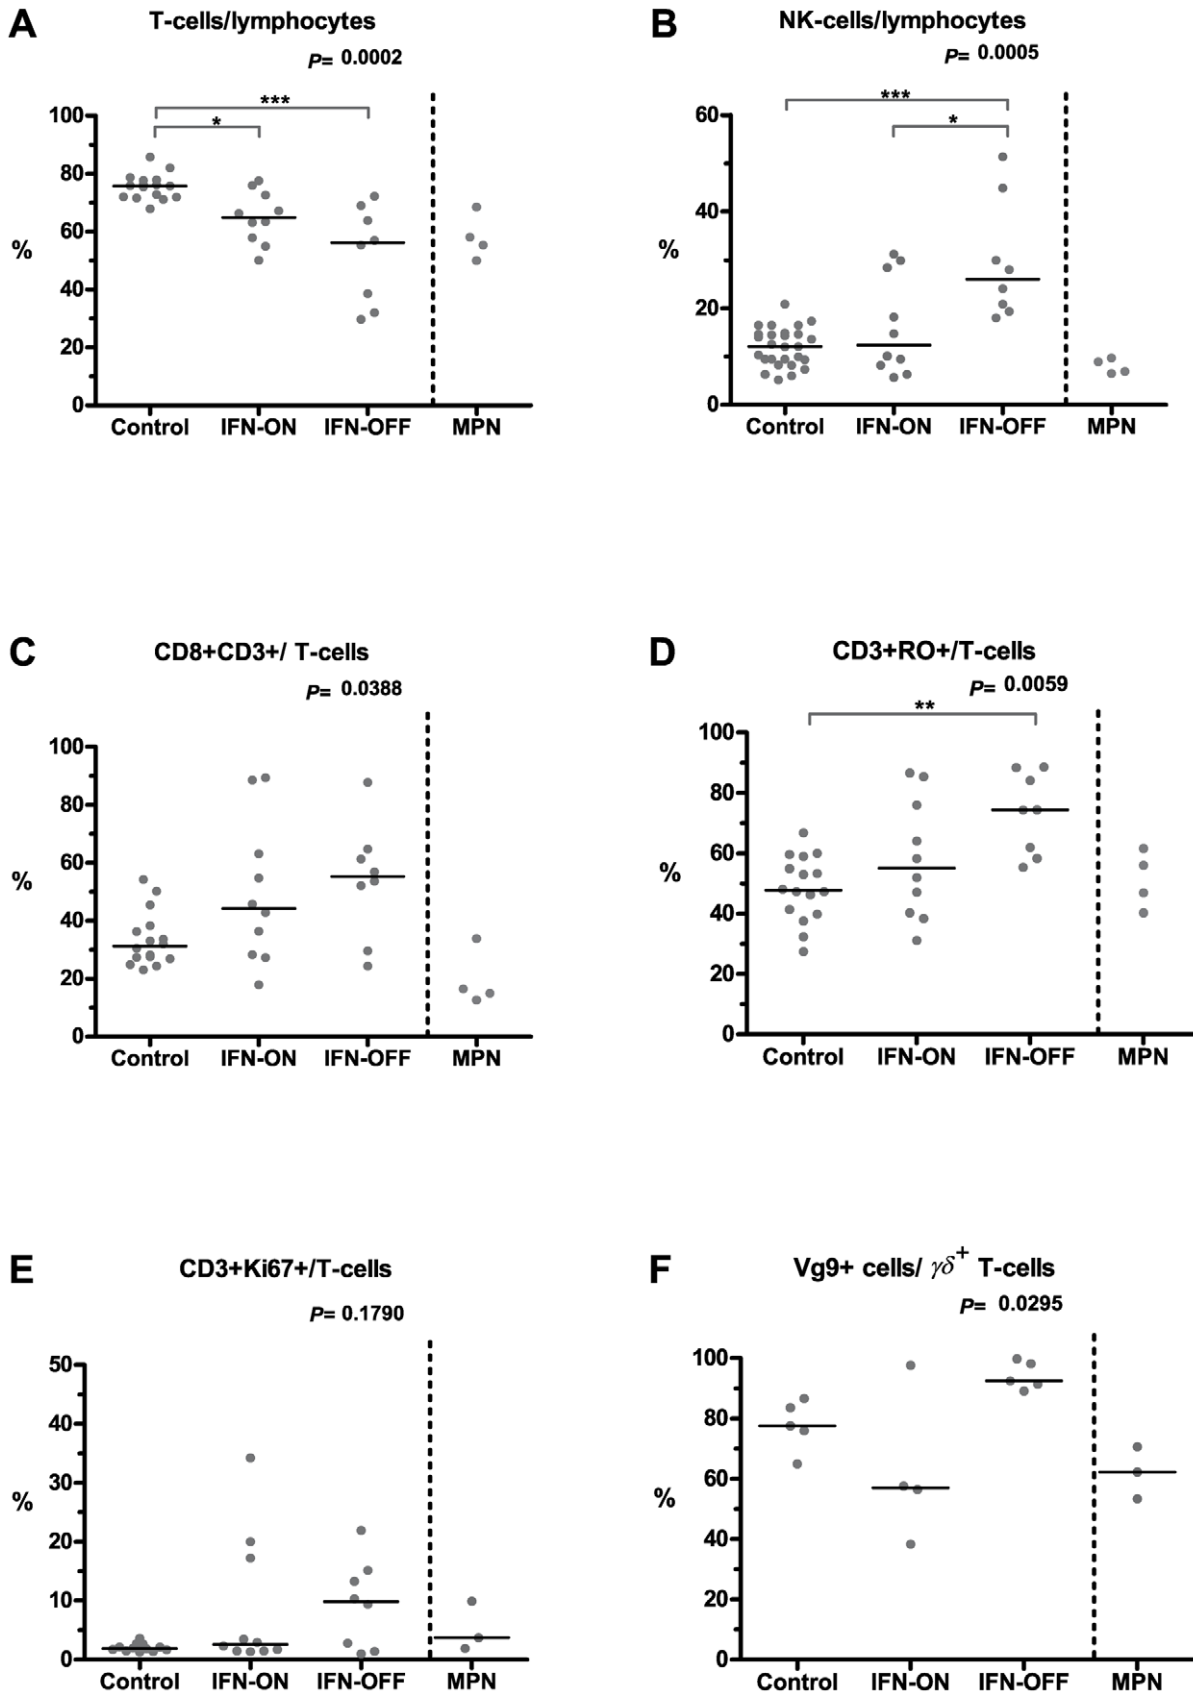 A
T-cells/lymphocytes
P= 0.0002
***
*
100
80
60
40
20
0
%
Control IFN-ON IFN-OFF MPN
B
NK-cells/lymphocytes
P= 0.0005
***
*
60
40
20
0
%
Control IFN-ON IFN-OFF MPN
C
CD8+CD3+/ T-cells
P= 0.0388
100
80
60
40
20
0
%
Control IFN-ON IFN-OFF MPN
D
CD3+RO+/T-cells
P= 0.0059
**
100
80
60
40
20
0
%
Control IFN-ON IFN-OFF MPN
E
CD3+Ki67+/T-cells
P= 0.1790
50
40
30
20
10
0
%
Control IFN-ON IFN-OFF MPN
F
Vg9+ cells/ γδ⁺ T-cells
P= 0.0295
100
80
60
40
20
0
%
Control IFN-ON IFN-OFF MPN